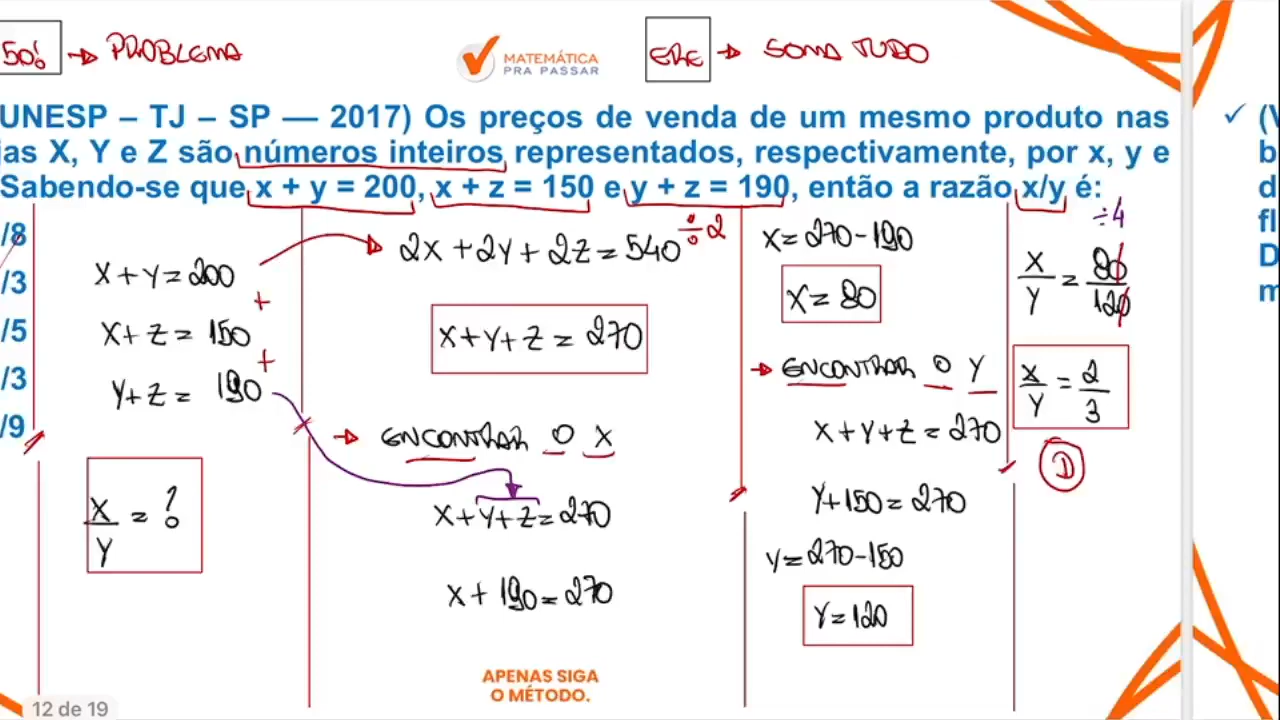 50! → PROBLEMA
MATEMÁTICA
PRA PASSAR
ERE → SOMA TUDO
UNESP – TJ – SP –– 2017) Os preços de venda de um mesmo produto nas
jas X, Y e Z são números inteiros representados, respectivamente, por x, y e
Sabendo-se que x + y = 200, x + z = 150 e y + z = 190, então a razão x/y é:
/8
/3
/5
/3
/9
X+Y=200
+
X+Z=150
+
Y+Z=190
X/Y=?
2X+2Y+2Z=540 ÷2
X+Y+Z=270
→ ENCONTRAR O X
X+Y+Z=270
X+190=270
X=270-190
X=80
→ ENCONTRAR O Y
X+Y+Z=270
Y+150=270
Y=270-150
Y=120
÷4
X/Y=80/120
X/Y=2/3
D
APENAS SIGA
O MÉTODO.
12 de 19
✓ (V
b
d
fl
D
m